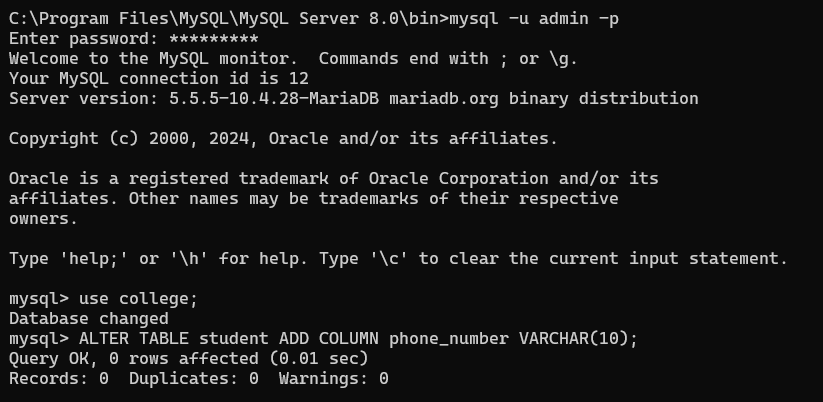 C:\Program Files\MySQL\MySQL Server 8.0\bin>mysql -u admin -p
Enter password: *********
Welcome to the MySQL monitor.  Commands end with ; or \g.
Your MySQL connection id is 12
Server version: 5.5.5-10.4.28-MariaDB mariadb.org binary distribution

Copyright (c) 2000, 2024, Oracle and/or its affiliates.

Oracle is a registered trademark of Oracle Corporation and/or its
affiliates. Other names may be trademarks of their respective
owners.

Type 'help;' or '\h' for help. Type '\c' to clear the current input statement.

mysql> use college;
Database changed
mysql> ALTER TABLE student ADD COLUMN phone_number VARCHAR(10);
Query OK, 0 rows affected (0.01 sec)
Records: 0  Duplicates: 0  Warnings: 0